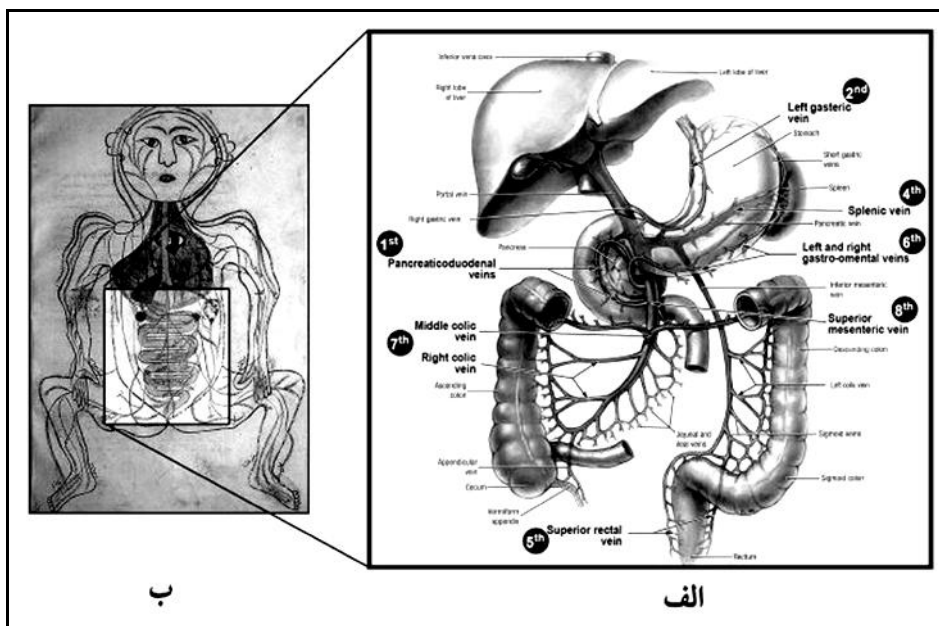 Inferior vena cava
Left lobe of liver
Right lobe
of liver
2nd
Left gasteric
vein
Stomach
Short gastric
veins
Spleen
4th
Splenic vein
Portal vein
Right gastric vein
Pancreatic vein
1st
Pancreas
Pancreaticoduodenal
veins
Left and right
gastro-omental veins
6th
Inferior mesenteric
vein
8th
Superior
mesenteric vein
Middle colic
vein
7th
Right colic
vein
Descending colon
Ascending
colon
Left colic vein
Jejunal and
ileal veins
Sigmoid veins
Appendicular
vein
Cecum
Sigmoid colon
Vermiform
appendix
5th
Superior rectal
vein
Rectum
ب
الف